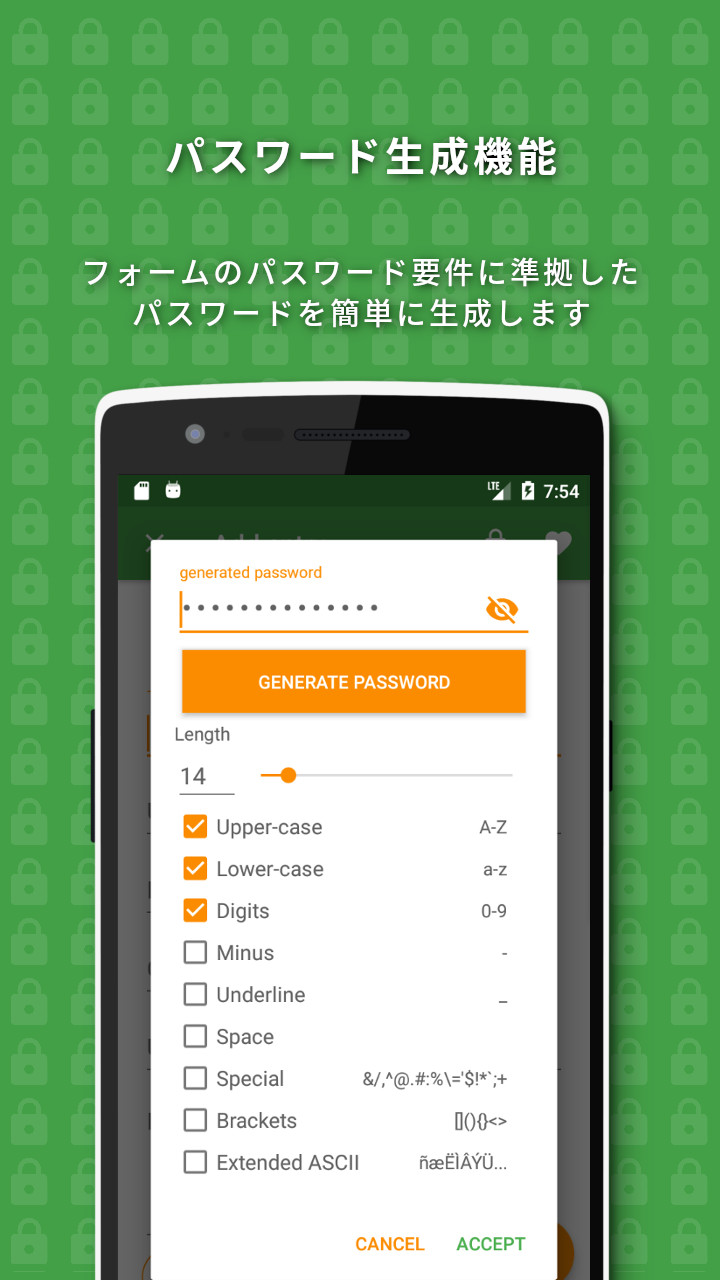 パスワード生成機能
フォームのパスワード要件に準拠した
パスワードを簡単に生成します
LTE 7:54
generated password
••••••••••••••
GENERATE PASSWORD
Length
14
Upper-case A-Z
Lower-case a-z
Digits 0-9
Minus -
Underline _
Space
Special &/,^@.#:%\='$!*`;+
Brackets [](){}<>
Extended ASCII ñæËÌÂÝÜ...
CANCEL ACCEPT